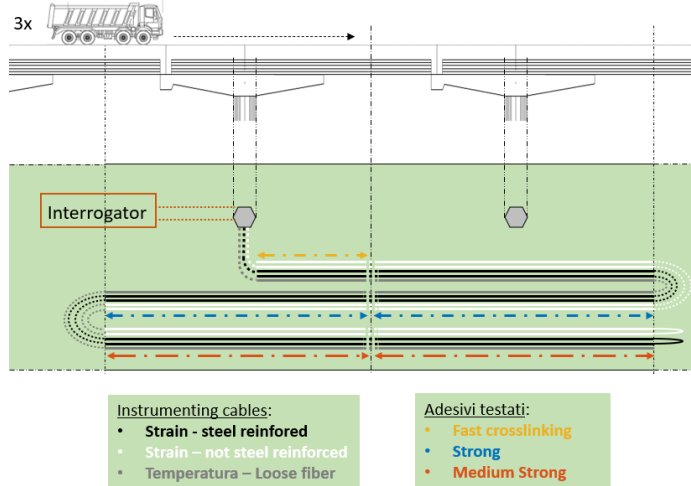 3x
Interrogator
Instrumenting cables:
• Strain - steel reinfored
• Strain – not steel reinforced
• Temperatura – Loose fiber
Adesivi testati:
• Fast crosslinking
• Strong
• Medium Strong